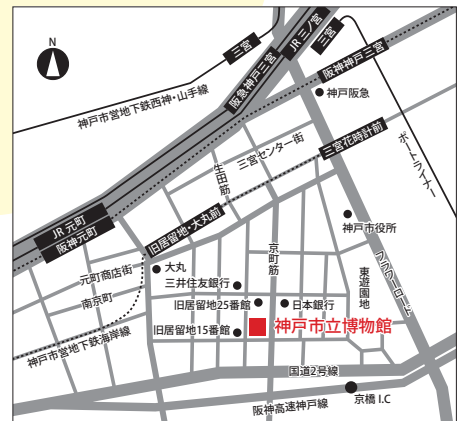 N
三宮
JR 三ノ宮
三宮
阪急神戸三宮
阪神神戸三宮
神戸市営地下鉄西神・山手線
神戸阪急
三宮花時計前
三宮センター街
生田筋
ポートライナー
JR 元町
阪神元町
旧居留地・大丸前
神戸市役所
元町商店街
大丸
京町筋
フラワーロード
三井住友銀行
東遊園地
南京町
旧居留地25番館
日本銀行
神戸市立博物館
旧居留地15番館
神戸市営地下鉄海岸線
国道2号線
京橋 I.C
阪神高速神戸線